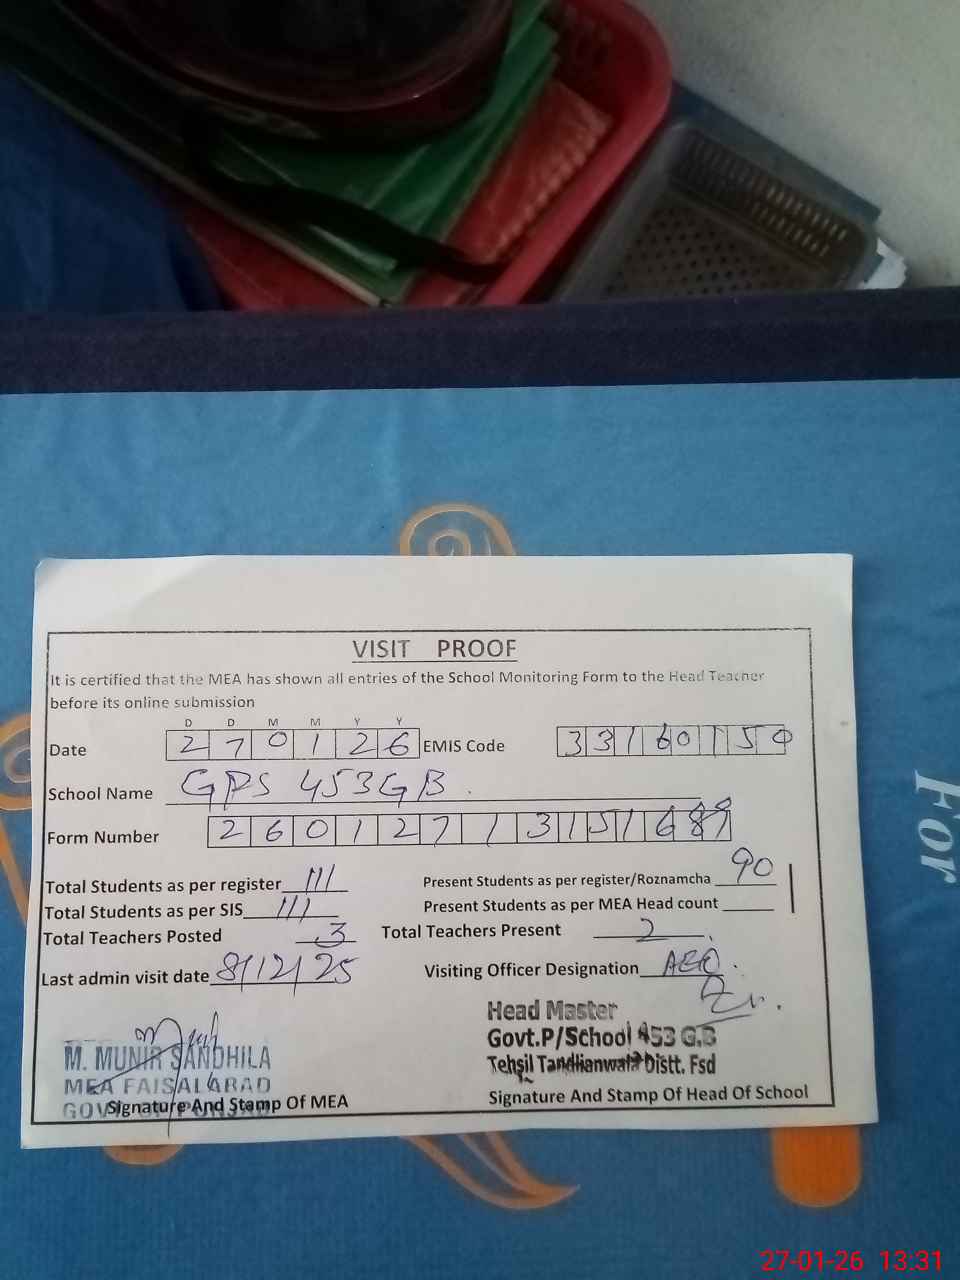 VISIT PROOF
It is certified that the MEA has shown all entries of the School Monitoring Form to the Head Teacher
before its online submission
D D M M Y Y
Date 2 7 0 1 2 6 EMIS Code 3 3 1 6 0 1 5 0
School Name GPS 453GB.
Form Number 2 6 0 1 2 7 1 3 1 5 1 6
Total Students as per register 111 Present Students as per register/Roznamcha 90
Total Students as per SIS 111 Present Students as per MEA Head count
Total Teachers Posted 3 Total Teachers Present 2
Last admin visit date 8/12/25 Visiting Officer Designation AEO
Head Master
M. MUNIR SANDHILA Govt.P/School 453 G.B
MEA FAISALABAD Tehsil Tandlianwala Distt. Fsd
Signature And Stamp Of MEA Signature And Stamp Of Head Of School
For
27-01-26 13:31